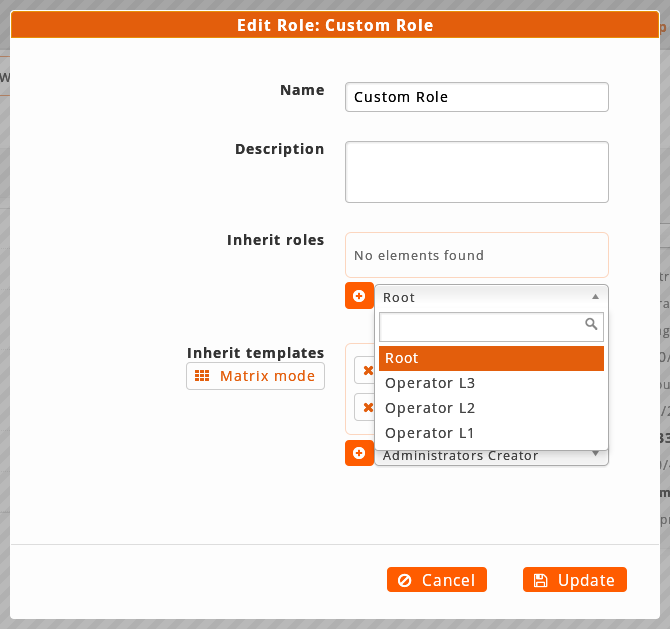 Edit Role: Custom Role
Name
Custom Role
Description
Inherit roles
No elements found
Root
Root
Operator L3
Operator L2
Operator L1
Inherit templates
Matrix mode
Administrators Creator
Cancel
Update